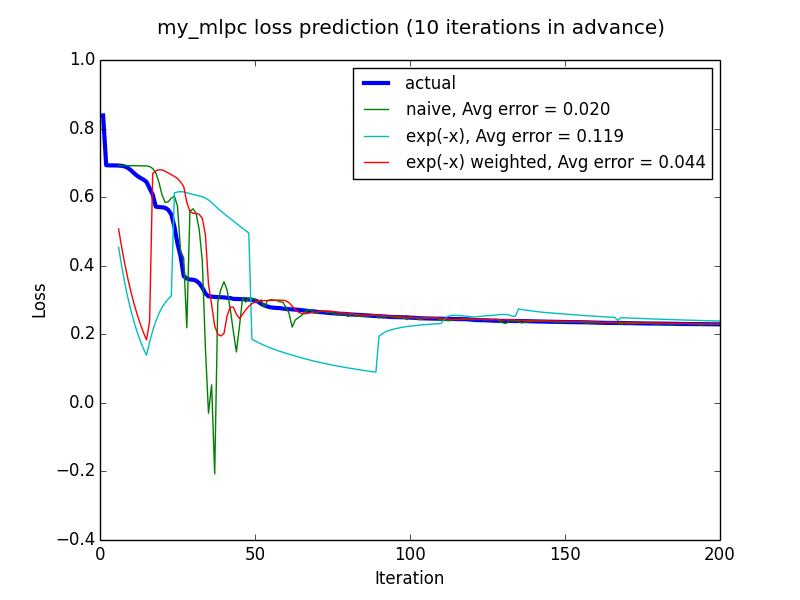 my_mlpc loss prediction (10 iterations in advance)
1.0
0.8
0.6
0.4
0.2
0.0
−0.2
−0.4
Loss
actual
naive, Avg error = 0.020
exp(-x), Avg error = 0.119
exp(-x) weighted, Avg error = 0.044
0 50 100 150 200
Iteration